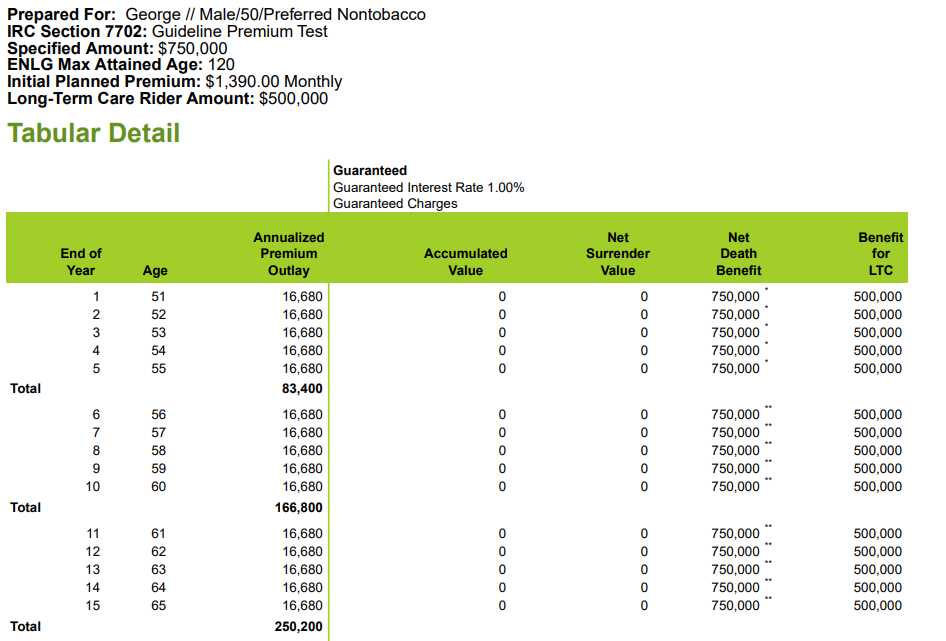 Prepared For: George // Male/50/Preferred Nontobacco
IRC Section 7702: Guideline Premium Test
Specified Amount: $750,000
ENLG Max Attained Age: 120
Initial Planned Premium: $1,390.00 Monthly
Long-Term Care Rider Amount: $500,000
Tabular Detail
Guaranteed
Guaranteed Interest Rate 1.00%
Guaranteed Charges
Annualized Net Net Benefit
End of Premium Accumulated Surrender Death for
Year Age Outlay Value Value Benefit LTC
1 51 16,680 0 0 750,000 * 500,000
2 52 16,680 0 0 750,000 * 500,000
3 53 16,680 0 0 750,000 * 500,000
4 54 16,680 0 0 750,000 * 500,000
5 55 16,680 0 0 750,000 * 500,000
Total 83,400
6 56 16,680 0 0 750,000 ** 500,000
7 57 16,680 0 0 750,000 ** 500,000
8 58 16,680 0 0 750,000 ** 500,000
9 59 16,680 0 0 750,000 ** 500,000
10 60 16,680 0 0 750,000 ** 500,000
Total 166,800
11 61 16,680 0 0 750,000 ** 500,000
12 62 16,680 0 0 750,000 ** 500,000
13 63 16,680 0 0 750,000 ** 500,000
14 64 16,680 0 0 750,000 ** 500,000
15 65 16,680 0 0 750,000 ** 500,000
Total 250,200